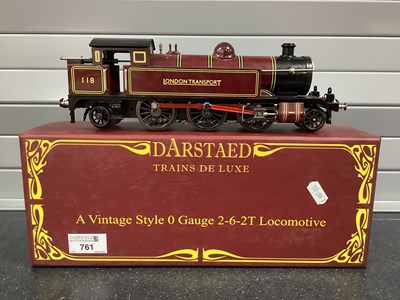 118
LONDON TRANSPORT
DARSTAED
TRAINS DE LUXE
A Vintage Style 0 Gauge 2-6-2T Locomotive
761